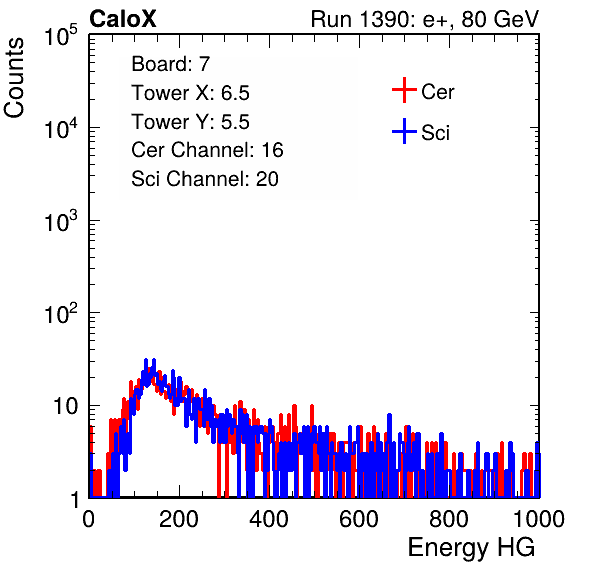 CaloX Run 1390: e+, 80 GeV
Counts
10^5
10^4
10^3
10^2
10
1
Board: 7
Tower X: 6.5
Tower Y: 5.5
Cer Channel: 16
Sci Channel: 20
Cer
Sci
0 200 400 600 800 1000
Energy HG